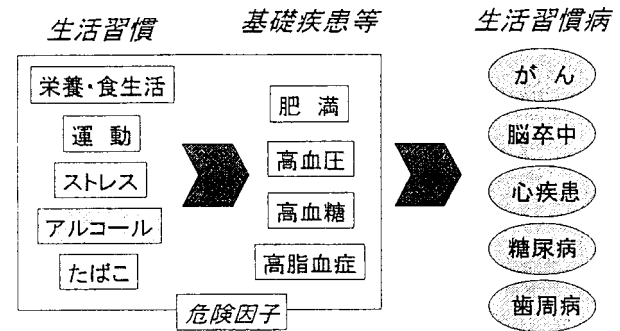 生活習慣
基礎疾患等
生活習慣病
栄養・食生活
運動
ストレス
アルコール
たばこ
肥満
高血圧
高血糖
高脂血症
危険因子
がん
脳卒中
心疾患
糖尿病
歯周病